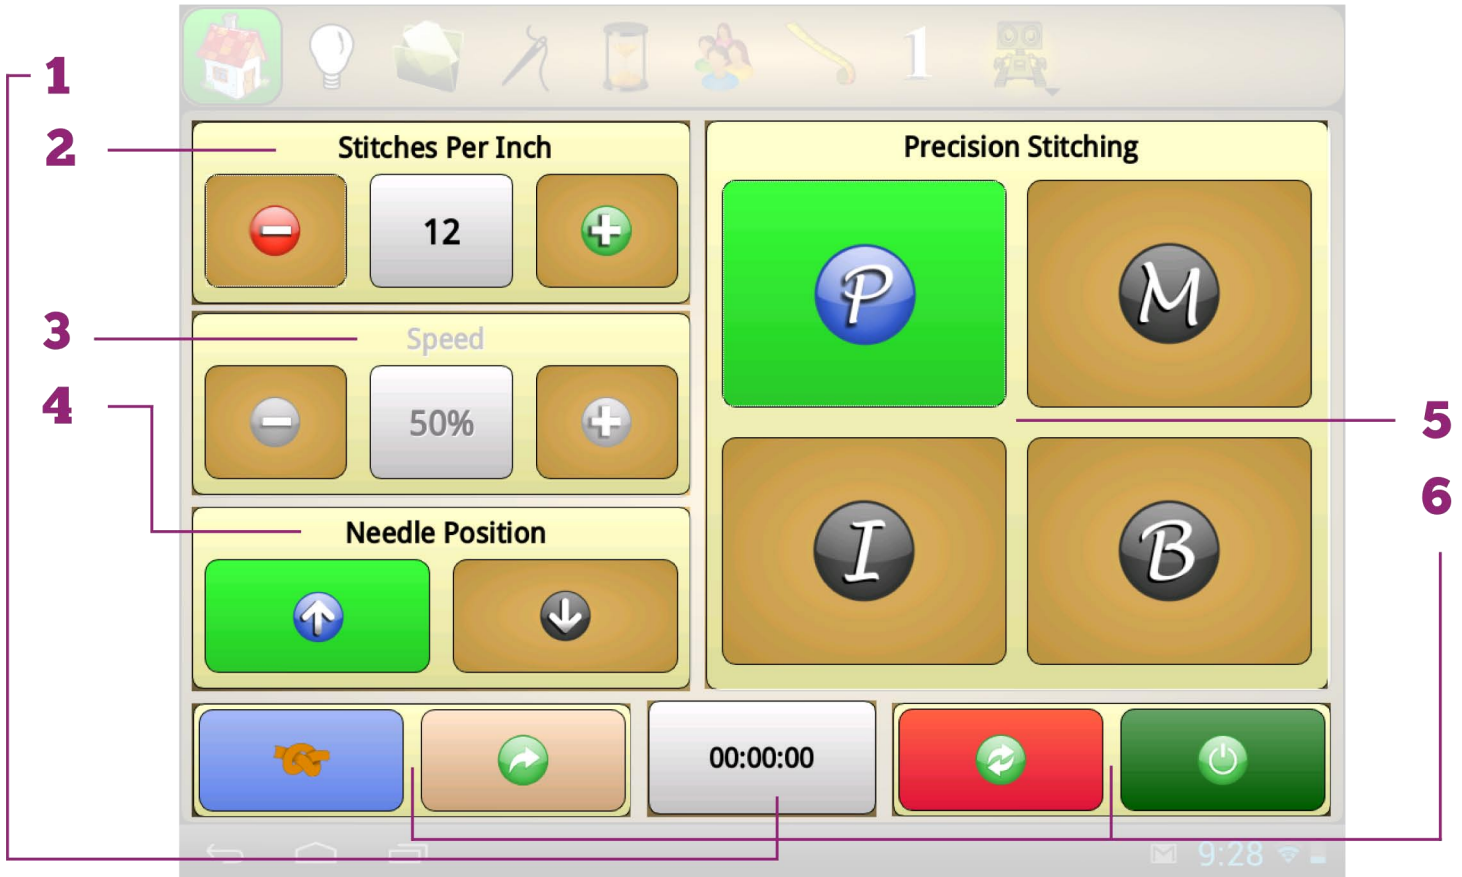 1
1
2
Stitches Per Inch
Precision Stitching
12
P
M
3
Speed
4
50%
5
6
Needle Position
I
B
00:00:00
9:28